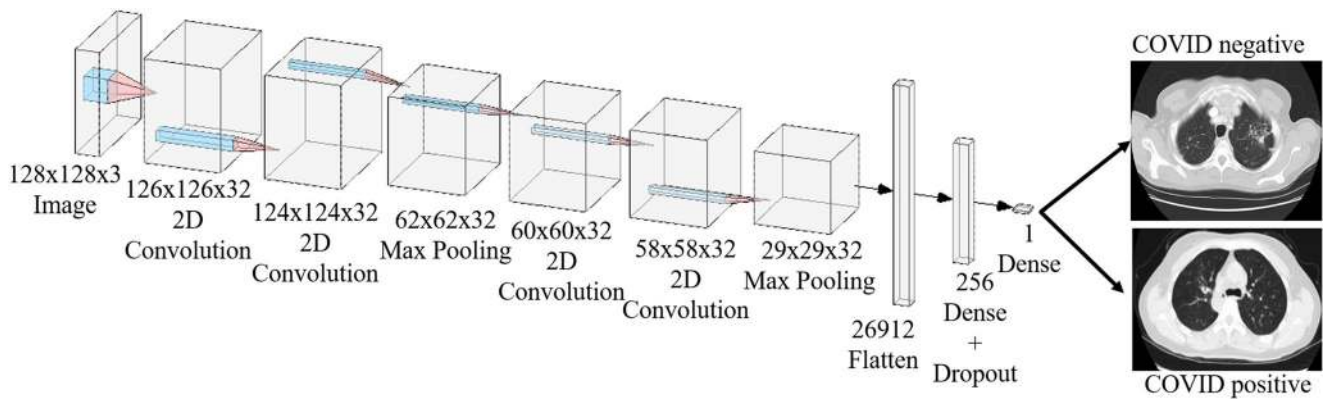 128x128x3
Image
126x126x32
2D
Convolution
124x124x32
2D
Convolution
62x62x32
Max Pooling
60x60x32
2D
Convolution
58x58x32
2D
Convolution
29x29x32
Max Pooling
26912
Flatten
256
Dense
+
Dropout
1
Dense
COVID negative
COVID positive